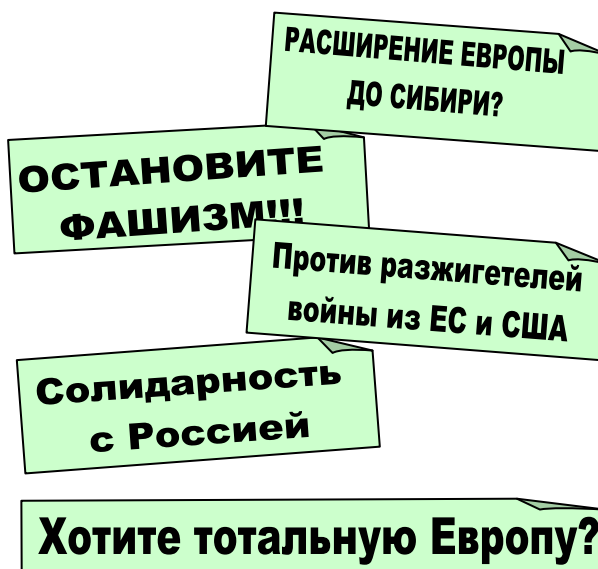 РАСШИРЕНИЕ ЕВРОПЫ
ДО СИБИРИ?
ОСТАНОВИТЕ
ФАШИЗМ!!!
Против разжигетелей
войны из ЕС и США
Солидарность
с Россией
Хотите тотальную Европу?